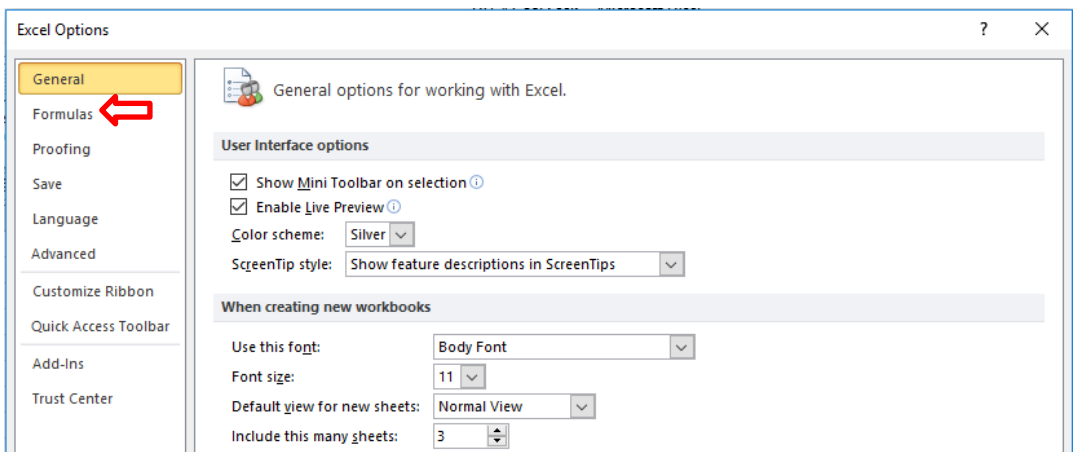 Excel Options ? ×
General
Formulas
Proofing
Save
Language
Advanced
Customize Ribbon
Quick Access Toolbar
Add-Ins
Trust Center
General options for working with Excel.
User Interface options
Show Mini Toolbar on selection
Enable Live Preview
Color scheme: Silver
ScreenTip style: Show feature descriptions in ScreenTips
When creating new workbooks
Use this font: Body Font
Font size: 11
Default view for new sheets: Normal View
Include this many sheets: 3